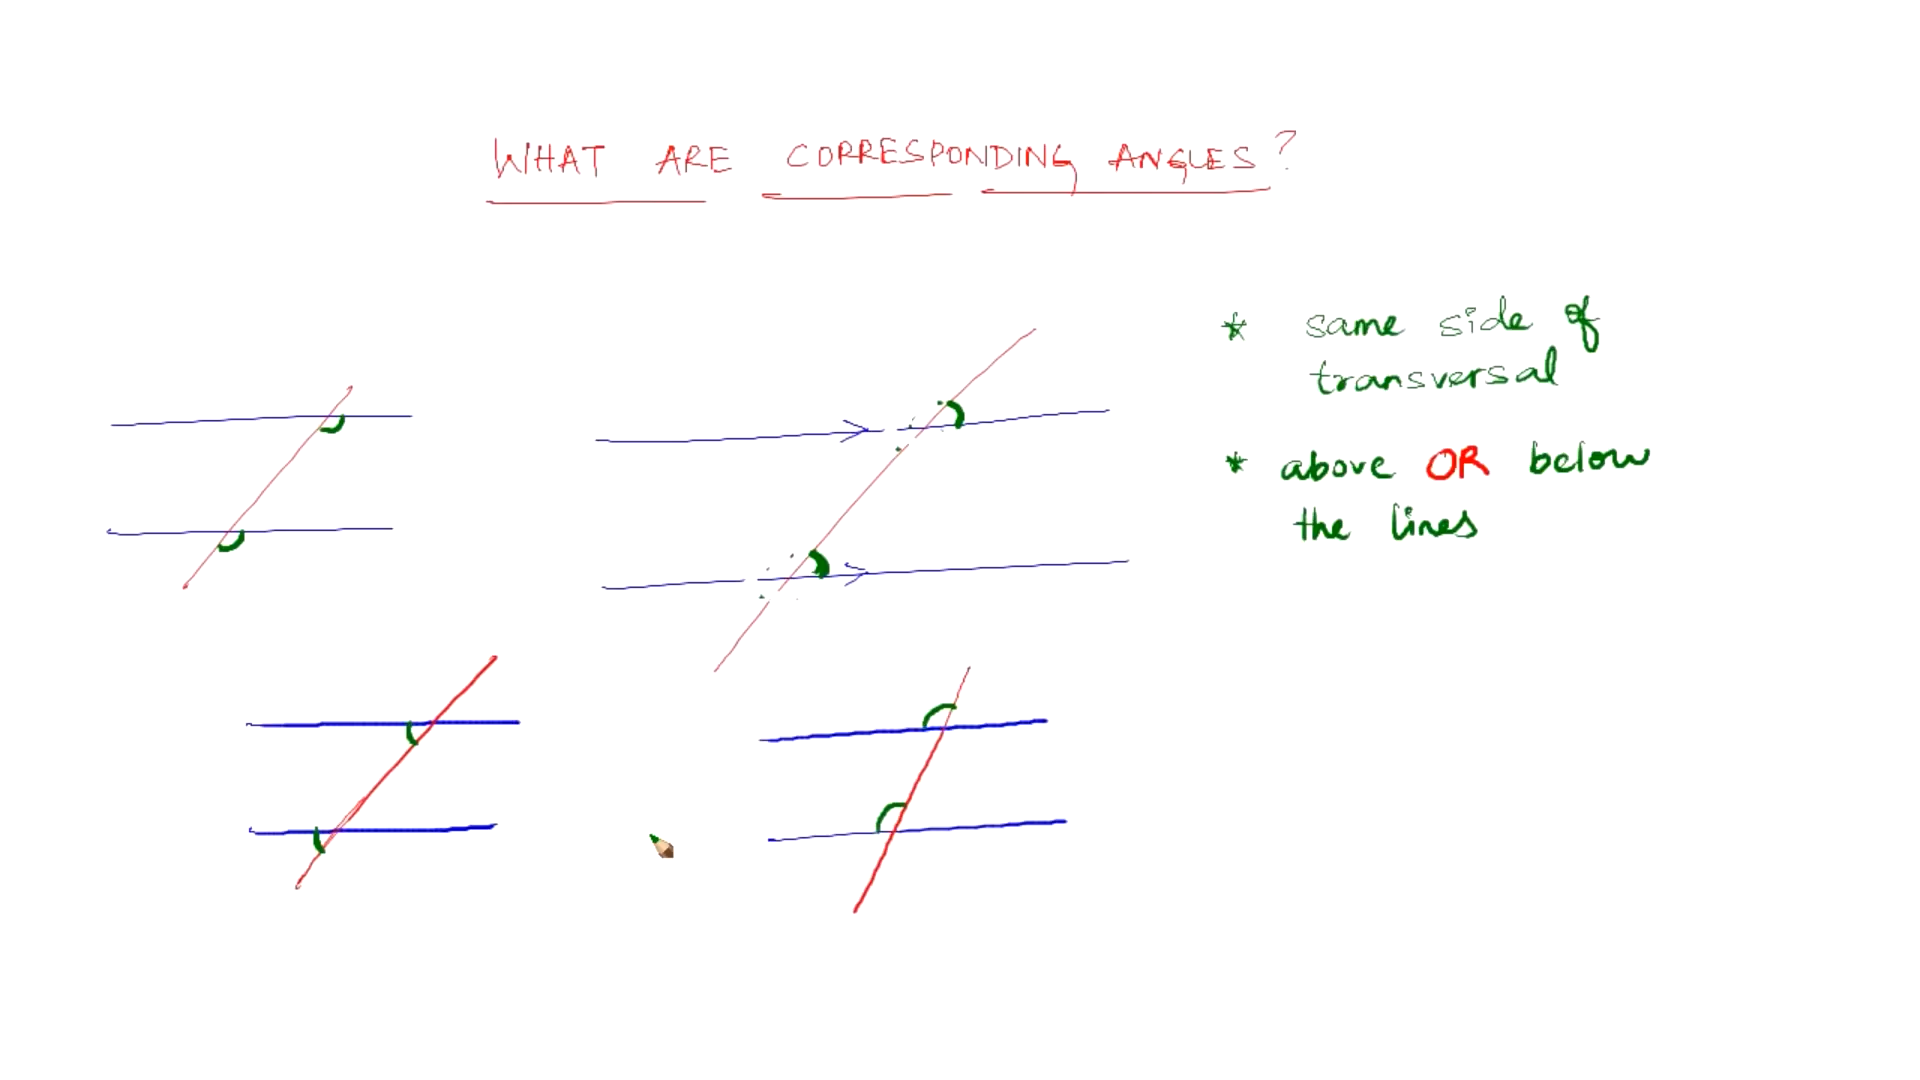 WHAT ARE CORRESPONDING ANGLES?
* same side of
transversal
* above OR below
the lines